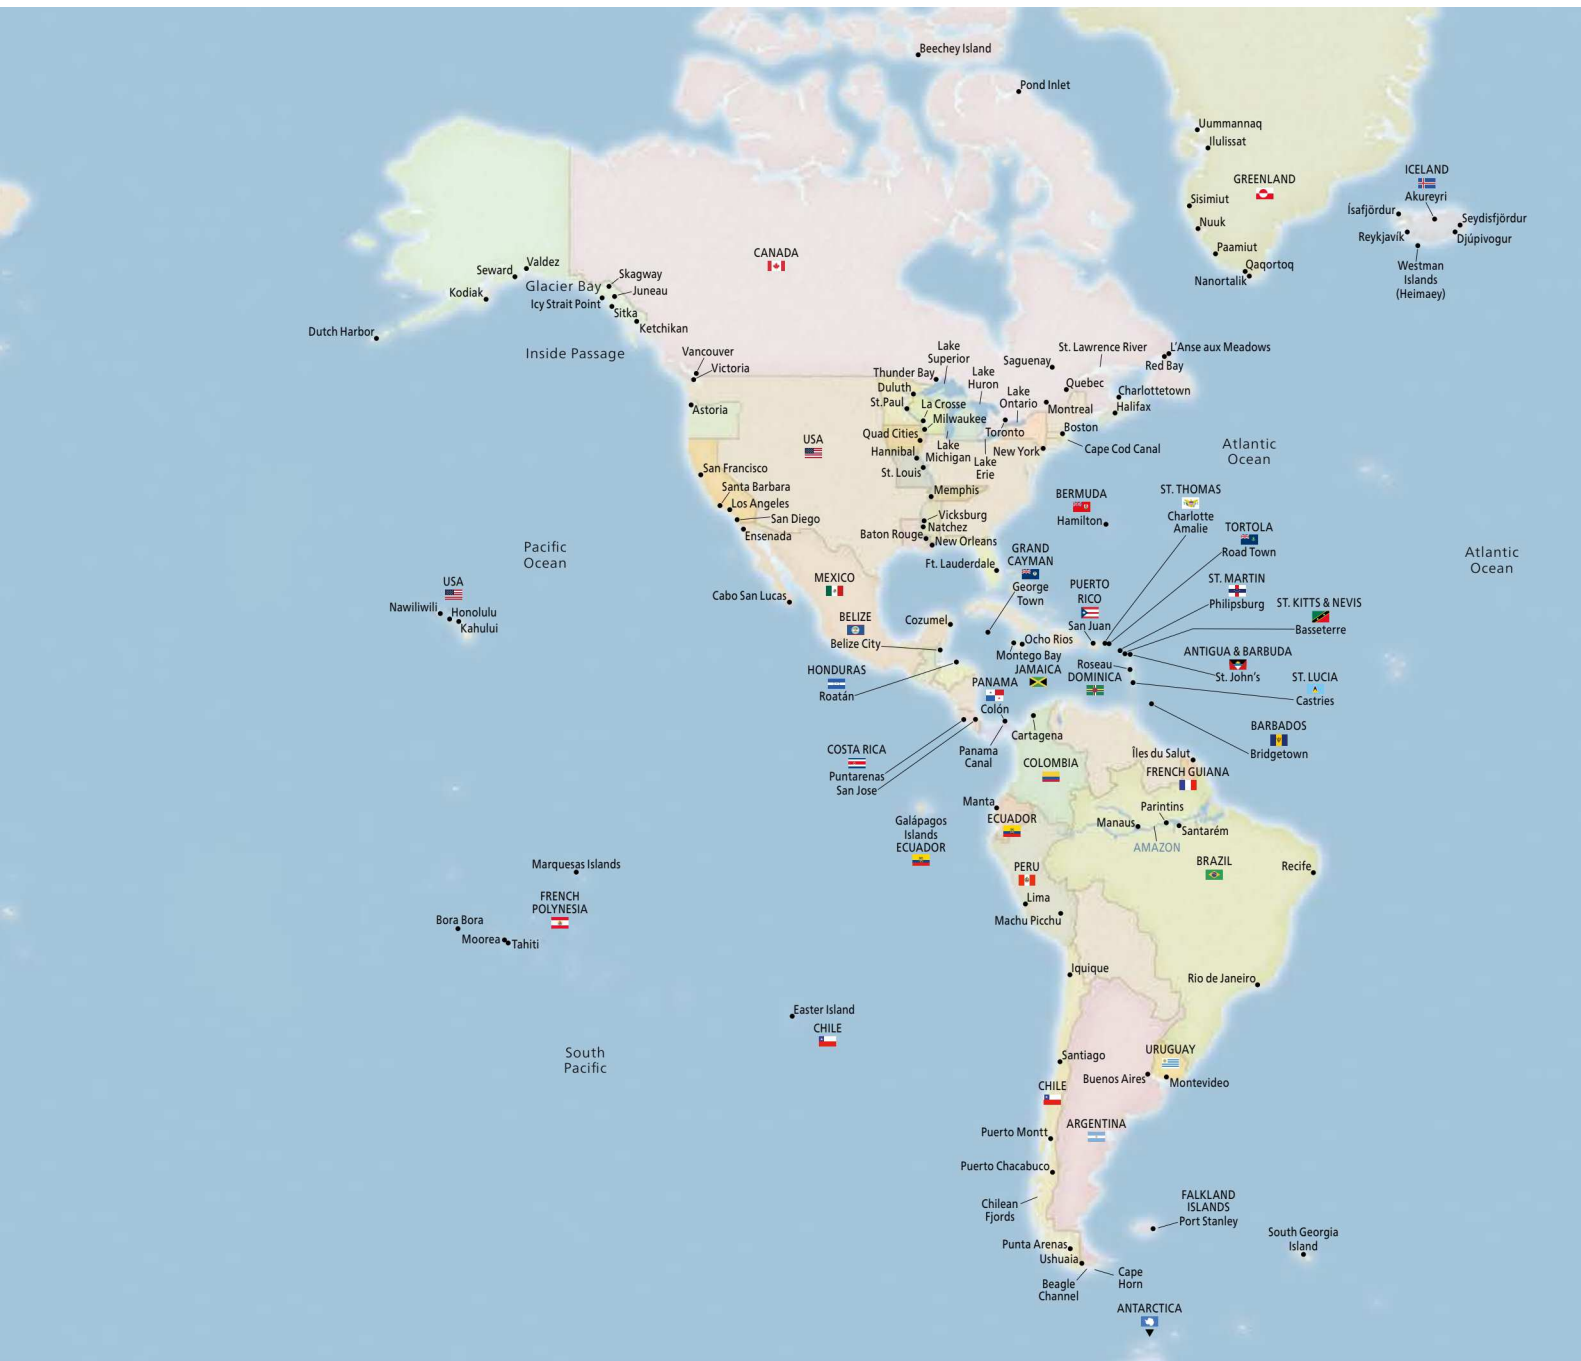 Beechey Island
Pond Inlet
Uummannaq
Ilulissat
GREENLAND
Sisimiut
Nuuk
Paamiut
Qaqortoq
Nanortalik
ICELAND
Akureyri
Ísafjördur
Seydisfjördur
Reykjavík
Djúpivogur
Westman
Islands
(Heimaey)
CANADA
Valdez
Seward
Kodiak
Dutch Harbor
Glacier Bay
Skagway
Juneau
Icy Strait Point
Sitka
Ketchikan
Inside Passage
Vancouver
Victoria
Astoria
Lake
Superior
Thunder Bay
Duluth
St.Paul
La Crosse
Milwaukee
Quad Cities
Hannibal
St. Louis
Lake
Michigan
Lake
Huron
Lake
Ontario
Toronto
Lake
Erie
Saguenay
St. Lawrence River
L'Anse aux Meadows
Red Bay
Quebec
Charlottetown
Montreal
Halifax
Boston
Cape Cod Canal
New York
USA
San Francisco
Santa Barbara
Los Angeles
San Diego
Ensenada
Memphis
Vicksburg
Natchez
Baton Rouge
New Orleans
Ft. Lauderdale
Atlantic
Ocean
BERMUDA
Hamilton
ST. THOMAS
Charlotte
Amalie
TORTOLA
Road Town
Pacific
Ocean
Atlantic
Ocean
USA
Nawiliwili
Honolulu
Kahului
MEXICO
Cabo San Lucas
Cozumel
BELIZE
Belize City
HONDURAS
Roatán
GRAND
CAYMAN
George
Town
PUERTO
RICO
San Juan
ST. MARTIN
Philipsburg
ST. KITTS & NEVIS
Basseterre
Ocho Rios
Montego Bay
JAMAICA
ANTIGUA & BARBUDA
St. John's
Roseau
DOMINICA
ST. LUCIA
Castries
PANAMA
Colón
Panama
Canal
Cartagena
BARBADOS
Bridgetown
COSTA RICA
Puntarenas
San Jose
COLOMBIA
Îles du Salut
FRENCH GUIANA
Manta
ECUADOR
Galápagos
Islands
ECUADOR
Parintins
Manaus
Santarém
AMAZON
BRAZIL
Recife
PERU
Lima
Machu Picchu
Marquesas Islands
FRENCH
POLYNESIA
Bora Bora
Moorea
Tahiti
Iquique
Rio de Janeiro
Easter Island
CHILE
South
Pacific
Santiago
URUGUAY
Buenos Aires
Montevideo
CHILE
ARGENTINA
Puerto Montt
Puerto Chacabuco
Chilean
Fjords
FALKLAND
ISLANDS
Port Stanley
South Georgia
Island
Punta Arenas
Ushuaia
Beagle
Channel
Cape
Horn
ANTARCTICA